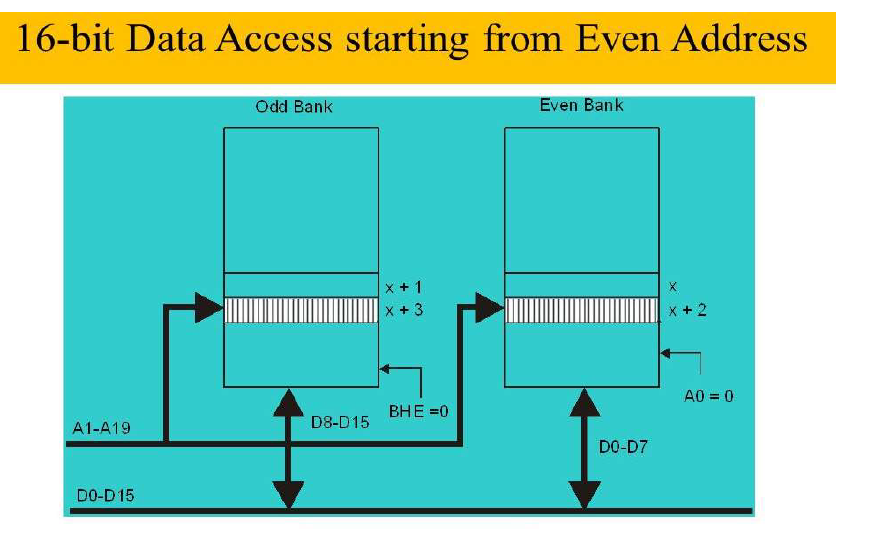 16-bit Data Access starting from Even Address
Odd Bank
Even Bank
x + 1
x
x + 3
x + 2
BHE =0
A0 = 0
A1-A19
D8-D15
D0-D7
D0-D15